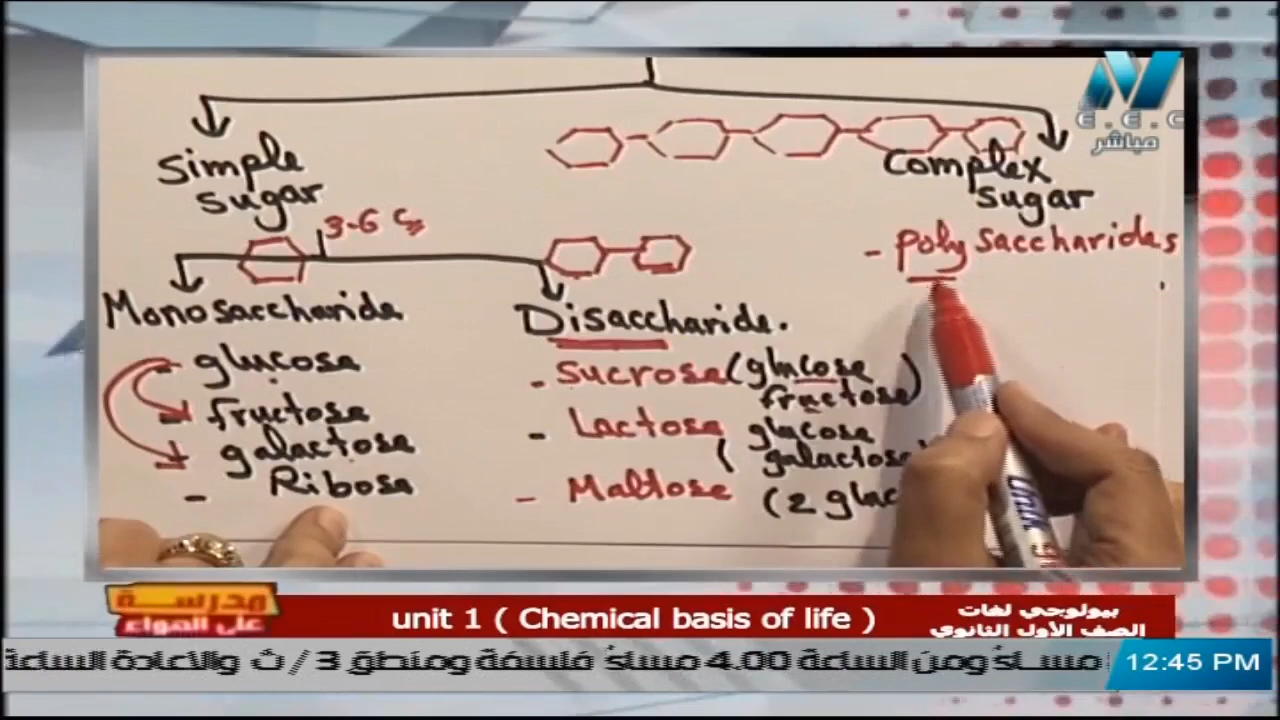 E.E.C
مباشر
Simple
sugar
Complex
sugar
3-6 C
- poly saccharides
Monosaccharide
Disaccharide.
- glucose
fructose
galactose
- Ribose
- Sucrose (glucose
fructose)
- Lactose glucose
( galactose
- Maltose (2 gluc
مدرسة
على الهواء
unit 1 ( Chemical basis of life )
بيولوجي لغات
الصف الأول الثانوي
مساءً ومن الساعة 4.00 مساءً فلسفة ومنطق 3/ ث والاعادة الساعة
12:45 PM